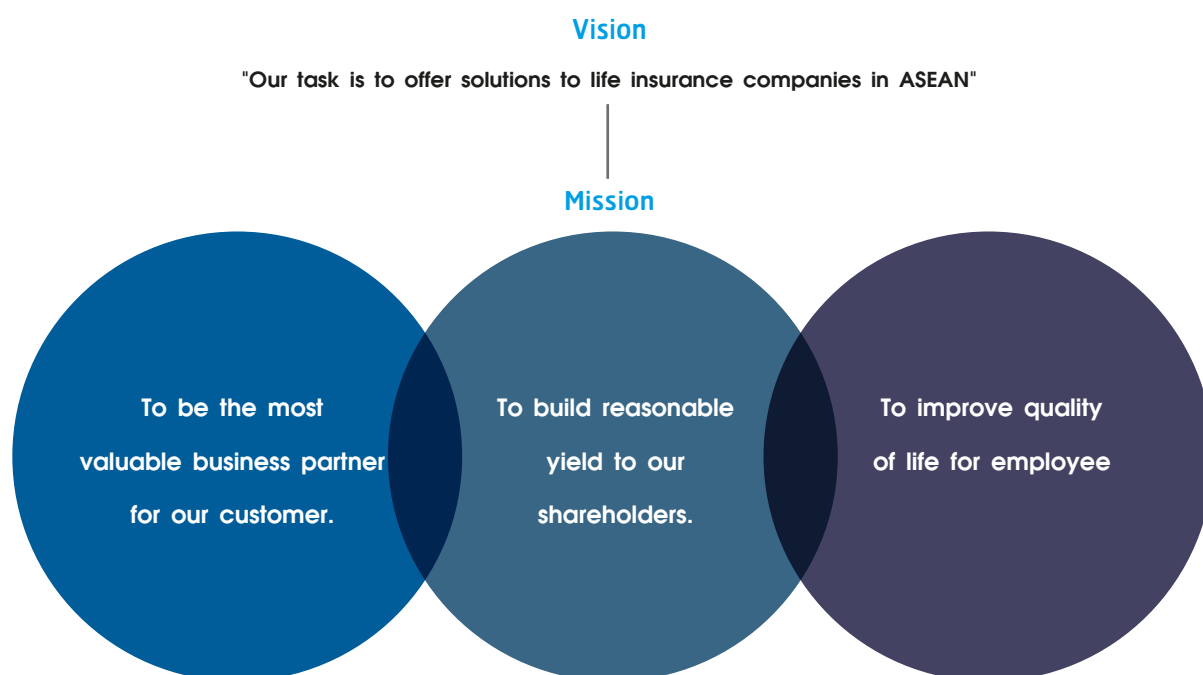 Vision
"Our task is to offer solutions to life insurance companies in ASEAN"
Mission
To be the most
valuable business partner
for our customer.
To build reasonable
yield to our
shareholders.
To improve quality
of life for employee